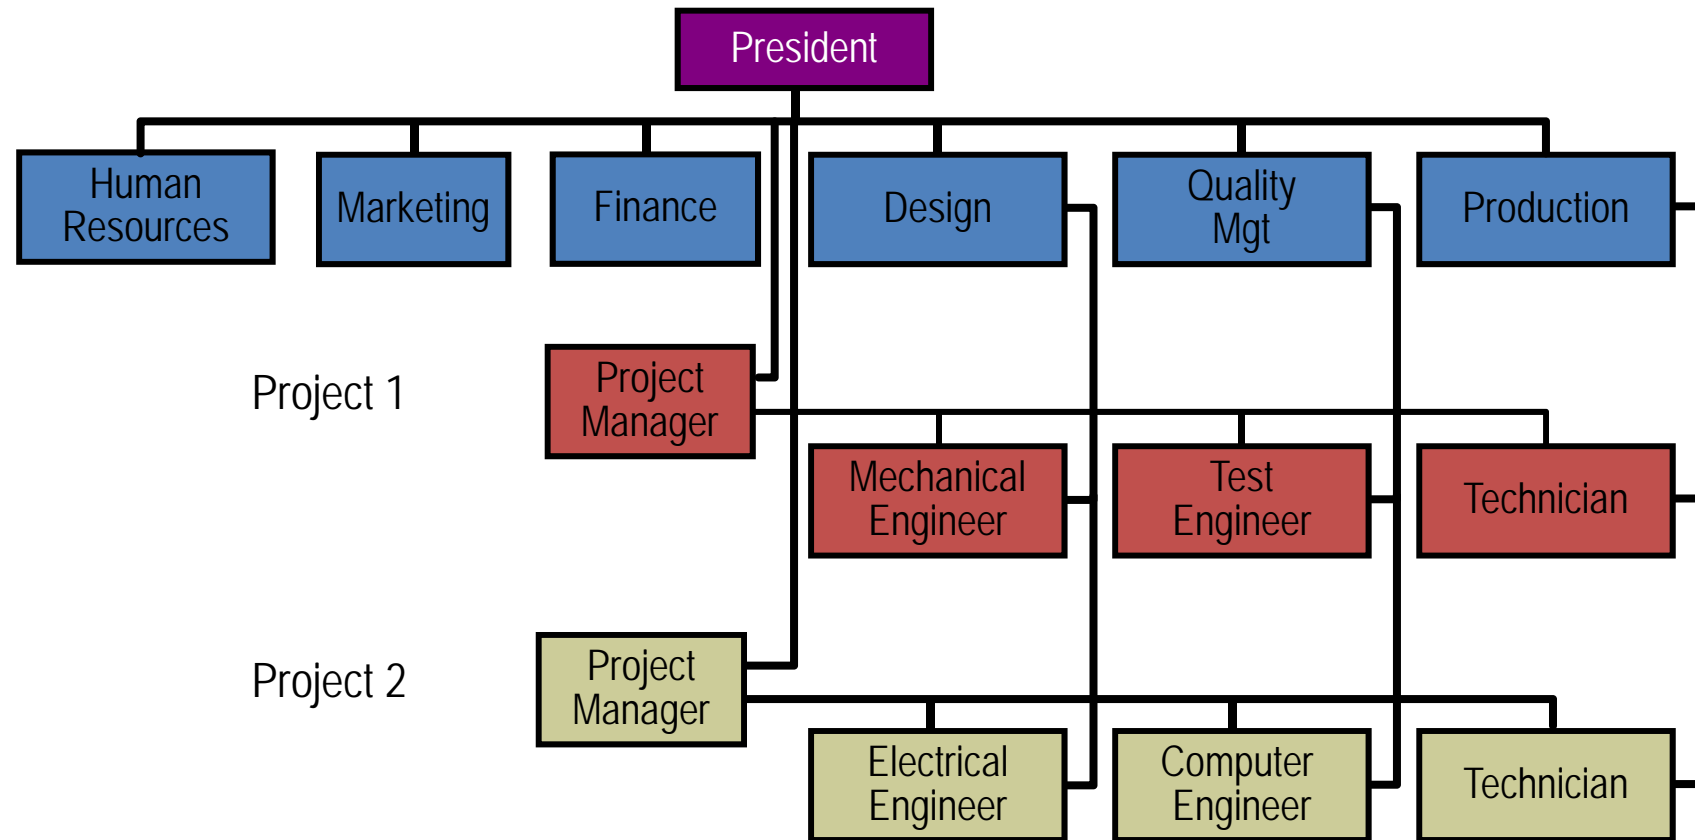 President
Human
Resources
Marketing
Finance
Design
Quality
Mgt
Production
Project 1
Project
Manager
Mechanical
Engineer
Test
Engineer
Technician
Project 2
Project
Manager
Electrical
Engineer
Computer
Engineer
Technician